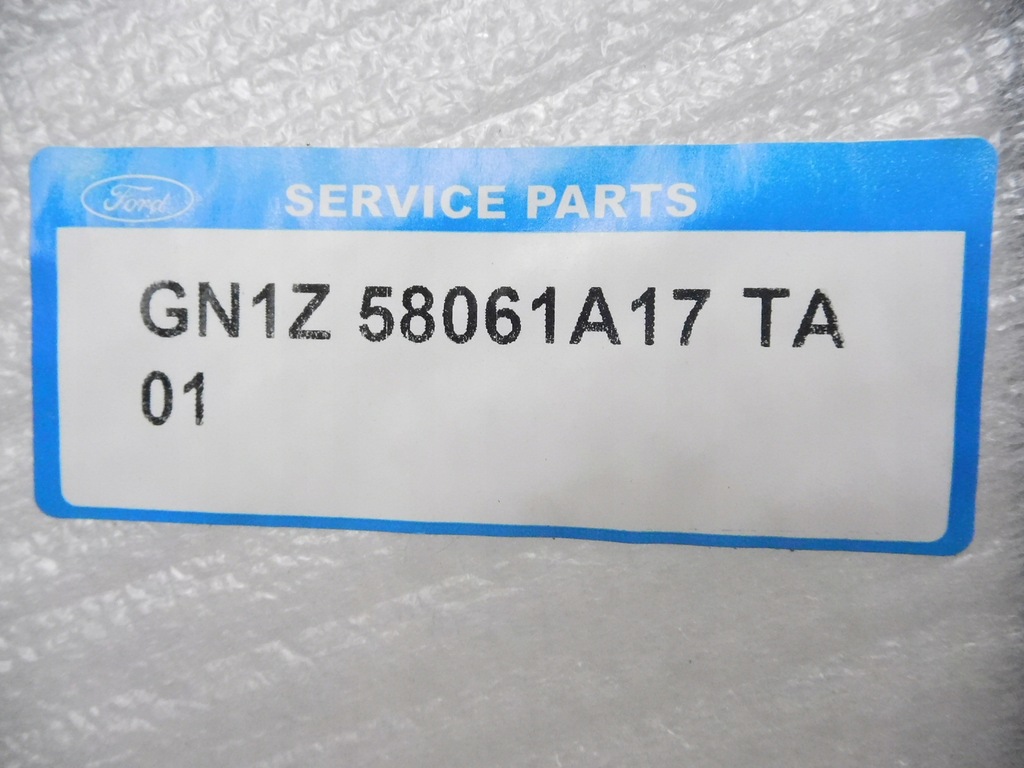 Ford
SERVICE PARTS
GN1Z 58061A17 TA
01